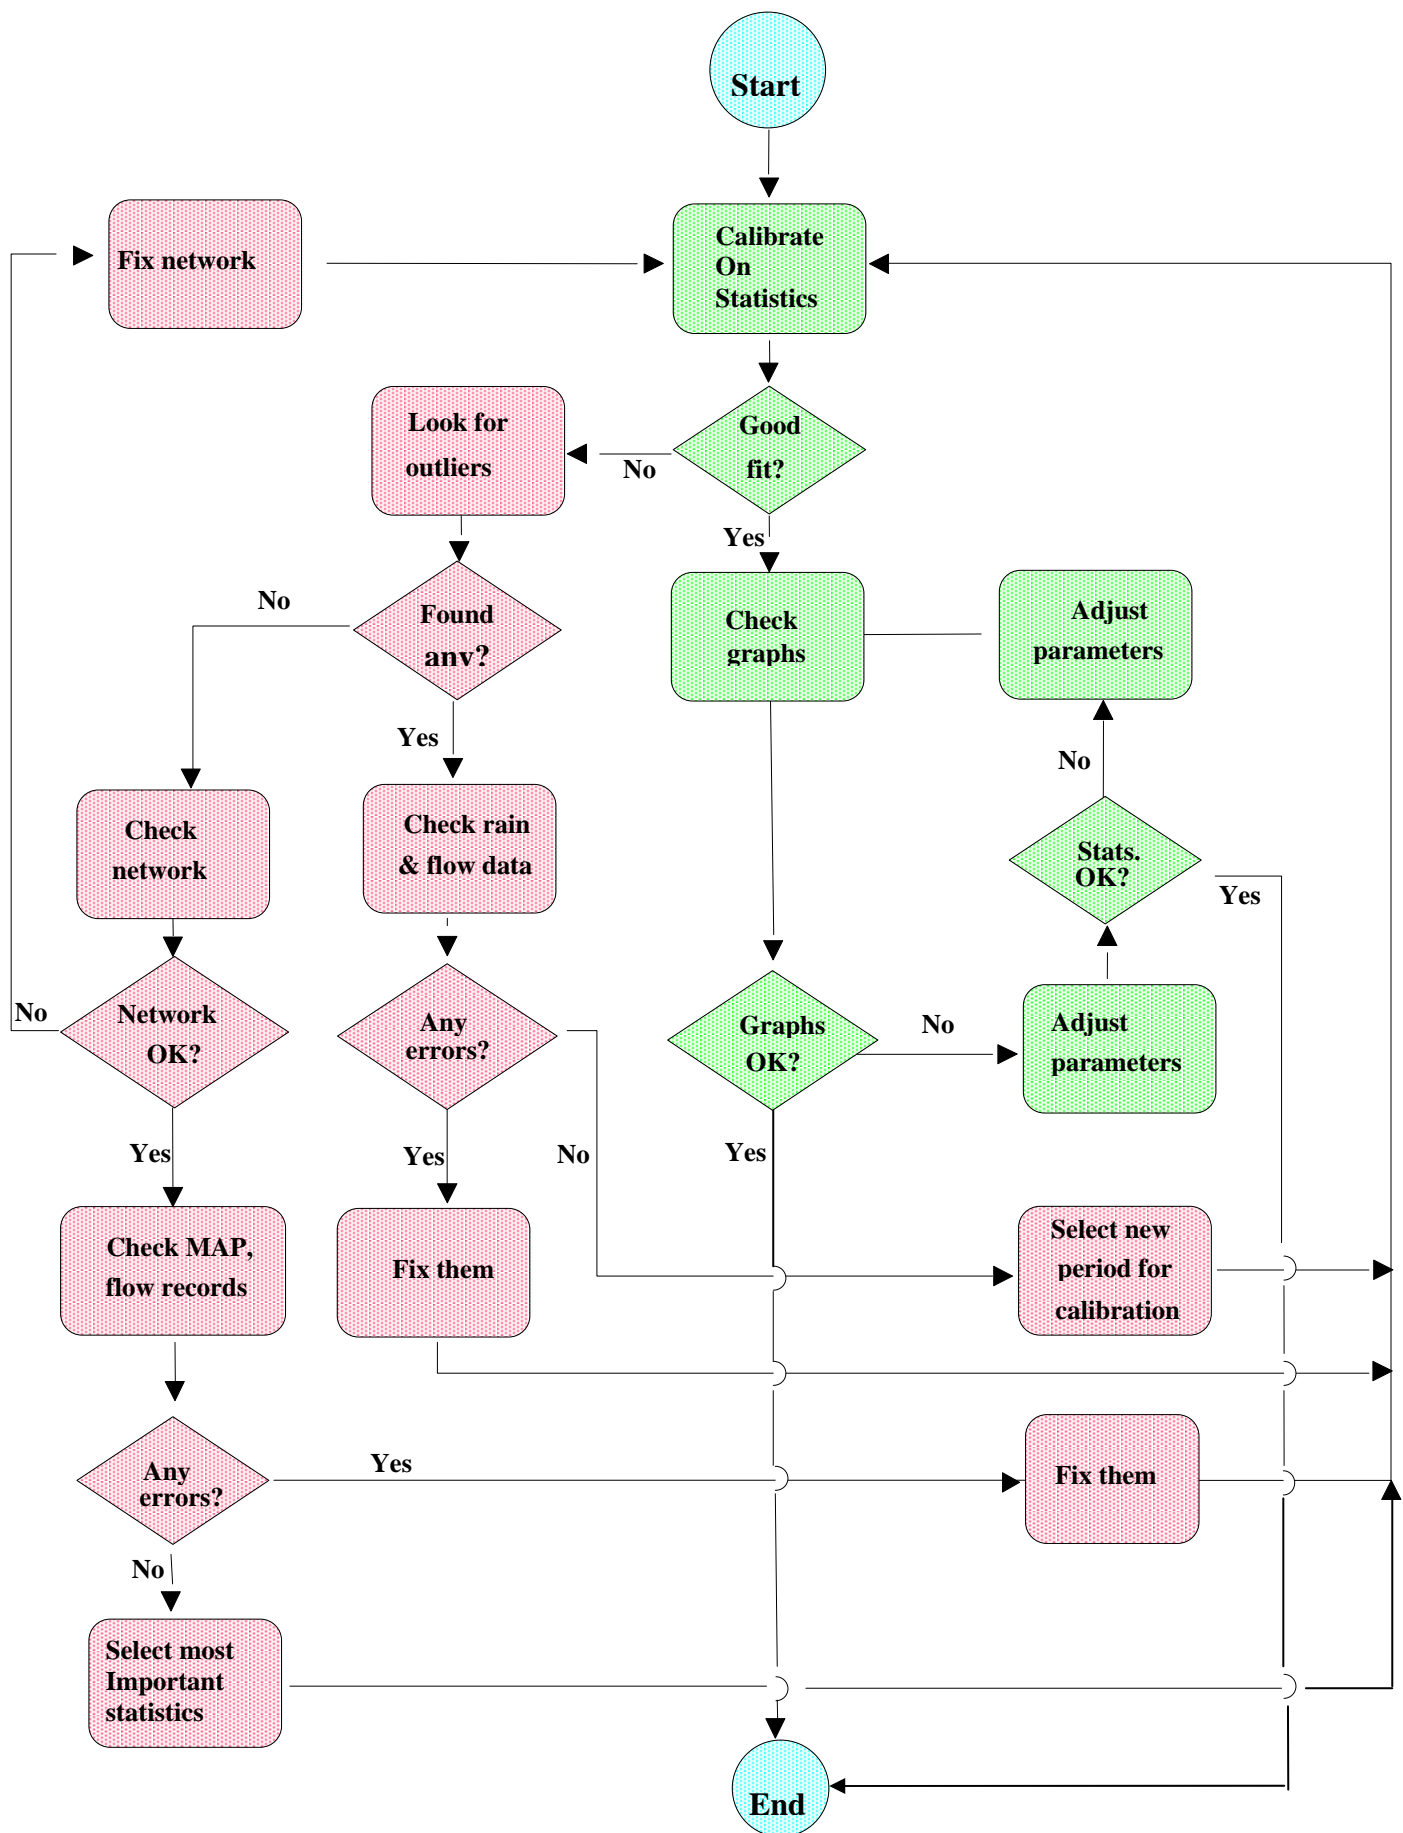 Start
Fix network
Calibrate
On
Statistics
Look for
outliers
Good
fit?
No
Yes
No
Found
any?
Check
graphs
Adjust
parameters
Yes
No
Check
network
Check rain
& flow data
Stats.
OK?
Yes
No
Network
OK?
Any
errors?
Graphs
OK?
No
Adjust
parameters
Yes
Yes
No
Yes
Check MAP,
flow records
Fix them
Select new
period for
calibration
Any
errors?
Yes
Fix them
No
Select most
Important
statistics
End